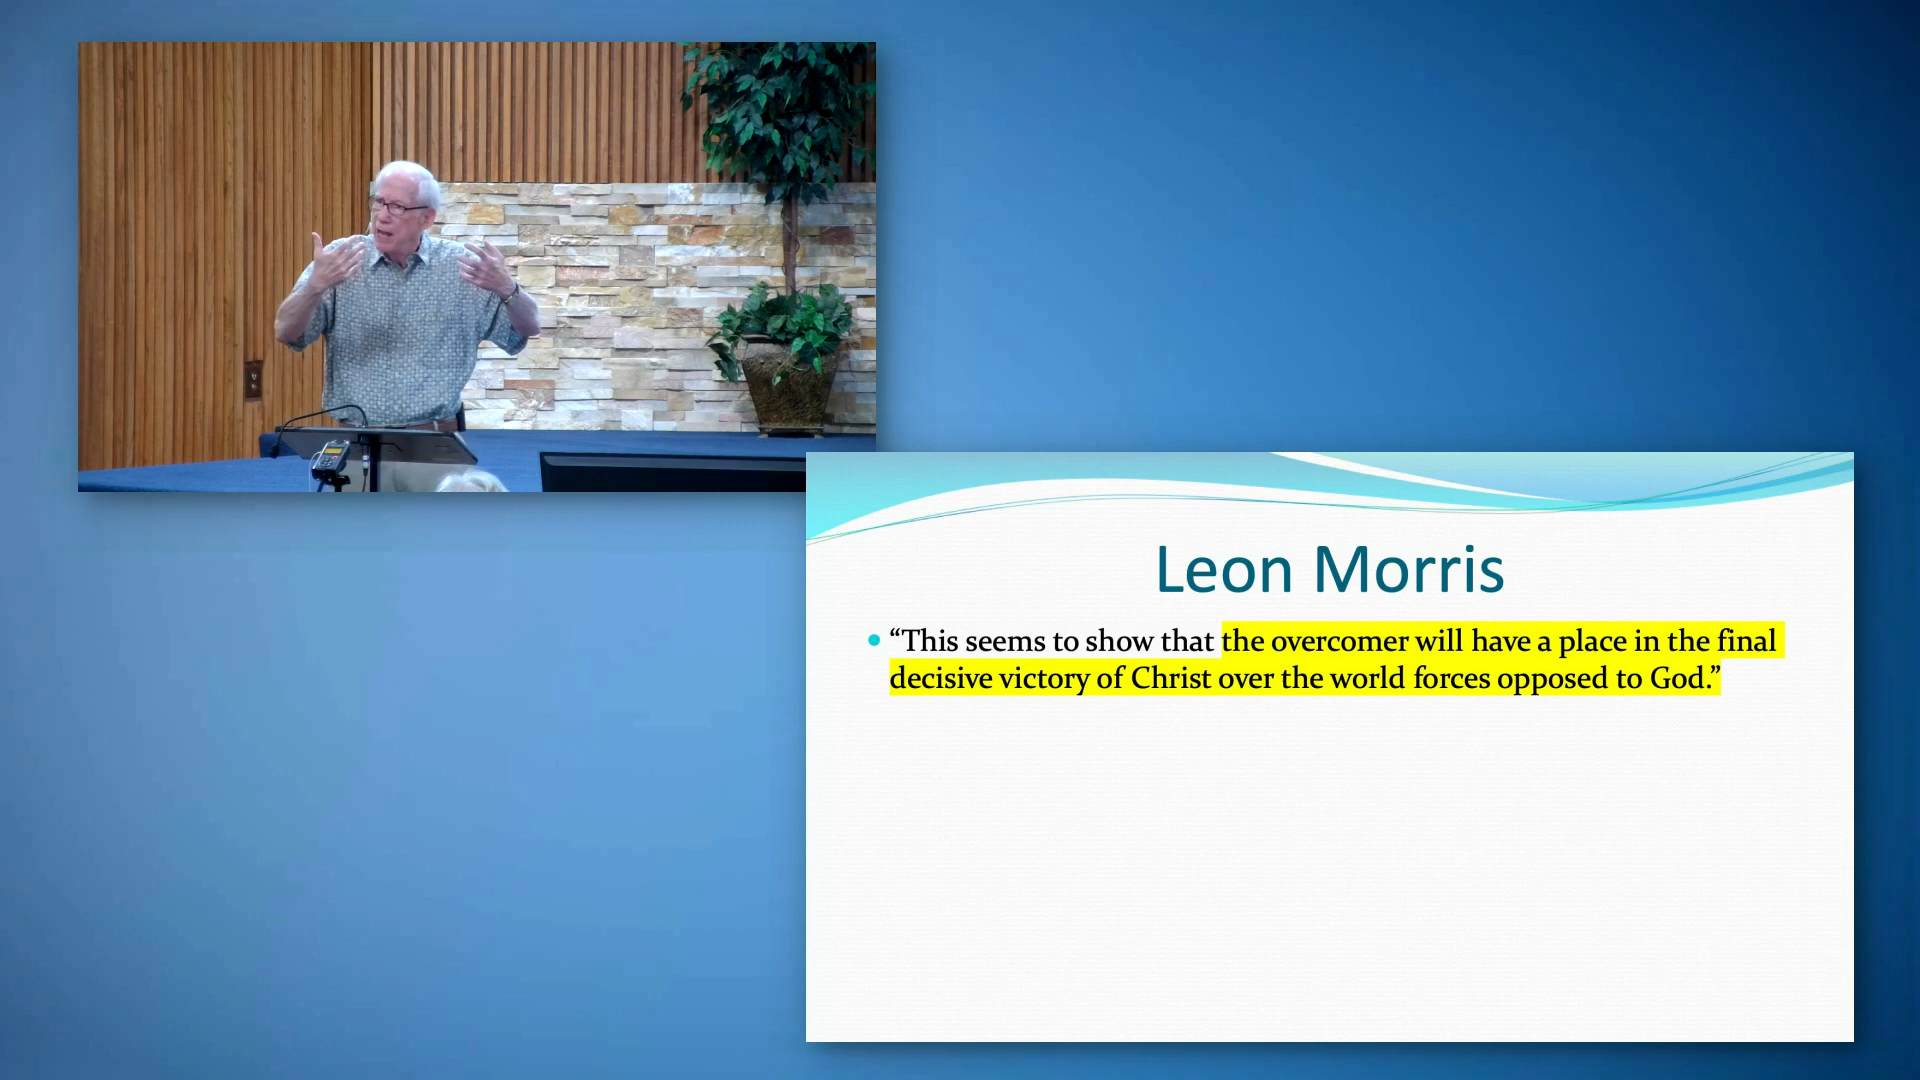 Leon Morris
• “This seems to show that the overcomer will have a place in the final
decisive victory of Christ over the world forces opposed to God.”